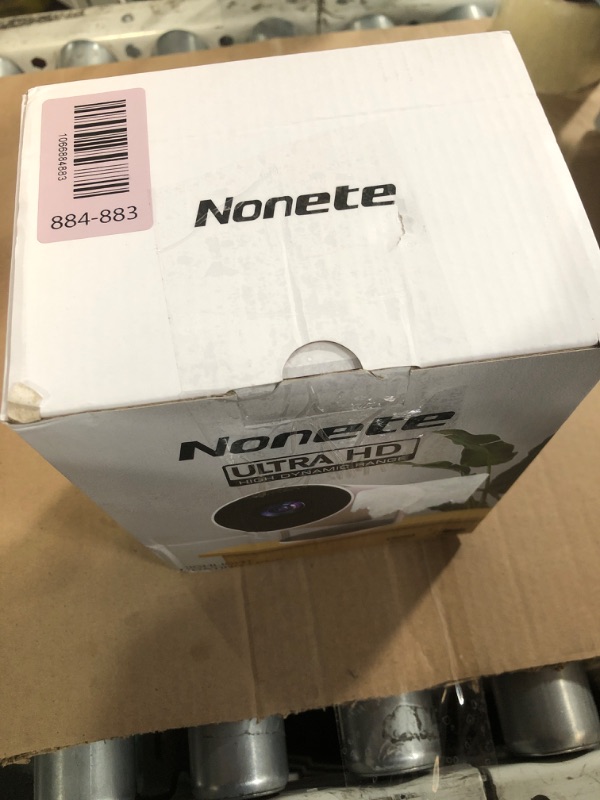 1066884883
884-883
Nonete
Nonete
ULTRA HD
HIGH DYNAMIC RANGE